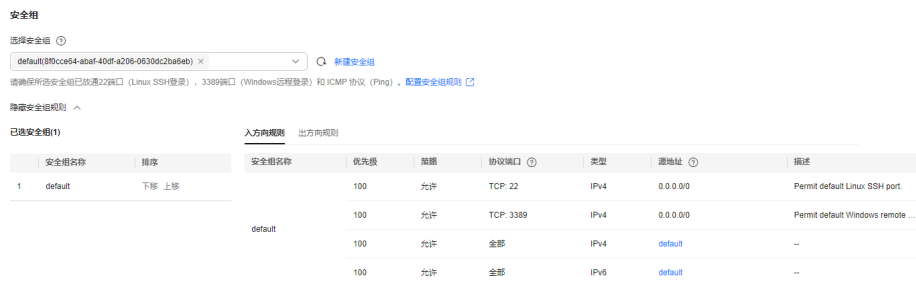 安全组
选择安全组
default(8f0cce64-abaf-40df-a206-0630dc2ba6eb) ×
新建安全组
请确保所选安全组已放通22端口（Linux SSH登录），3389端口（Windows远程登录）和 ICMP 协议（Ping）。配置安全组规则
隐藏安全组规则
已选安全组(1)
入方向规则 出方向规则
安全组名称 排序
1 default 下移 上移
安全组名称 优先级 策略 协议端口 类型 源地址 描述
default
100 允许 TCP: 22 IPv4 0.0.0.0/0 Permit default Linux SSH port.
100 允许 TCP: 3389 IPv4 0.0.0.0/0 Permit default Windows remote ...
100 允许 全部 IPv4 default --
100 允许 全部 IPv6 default --